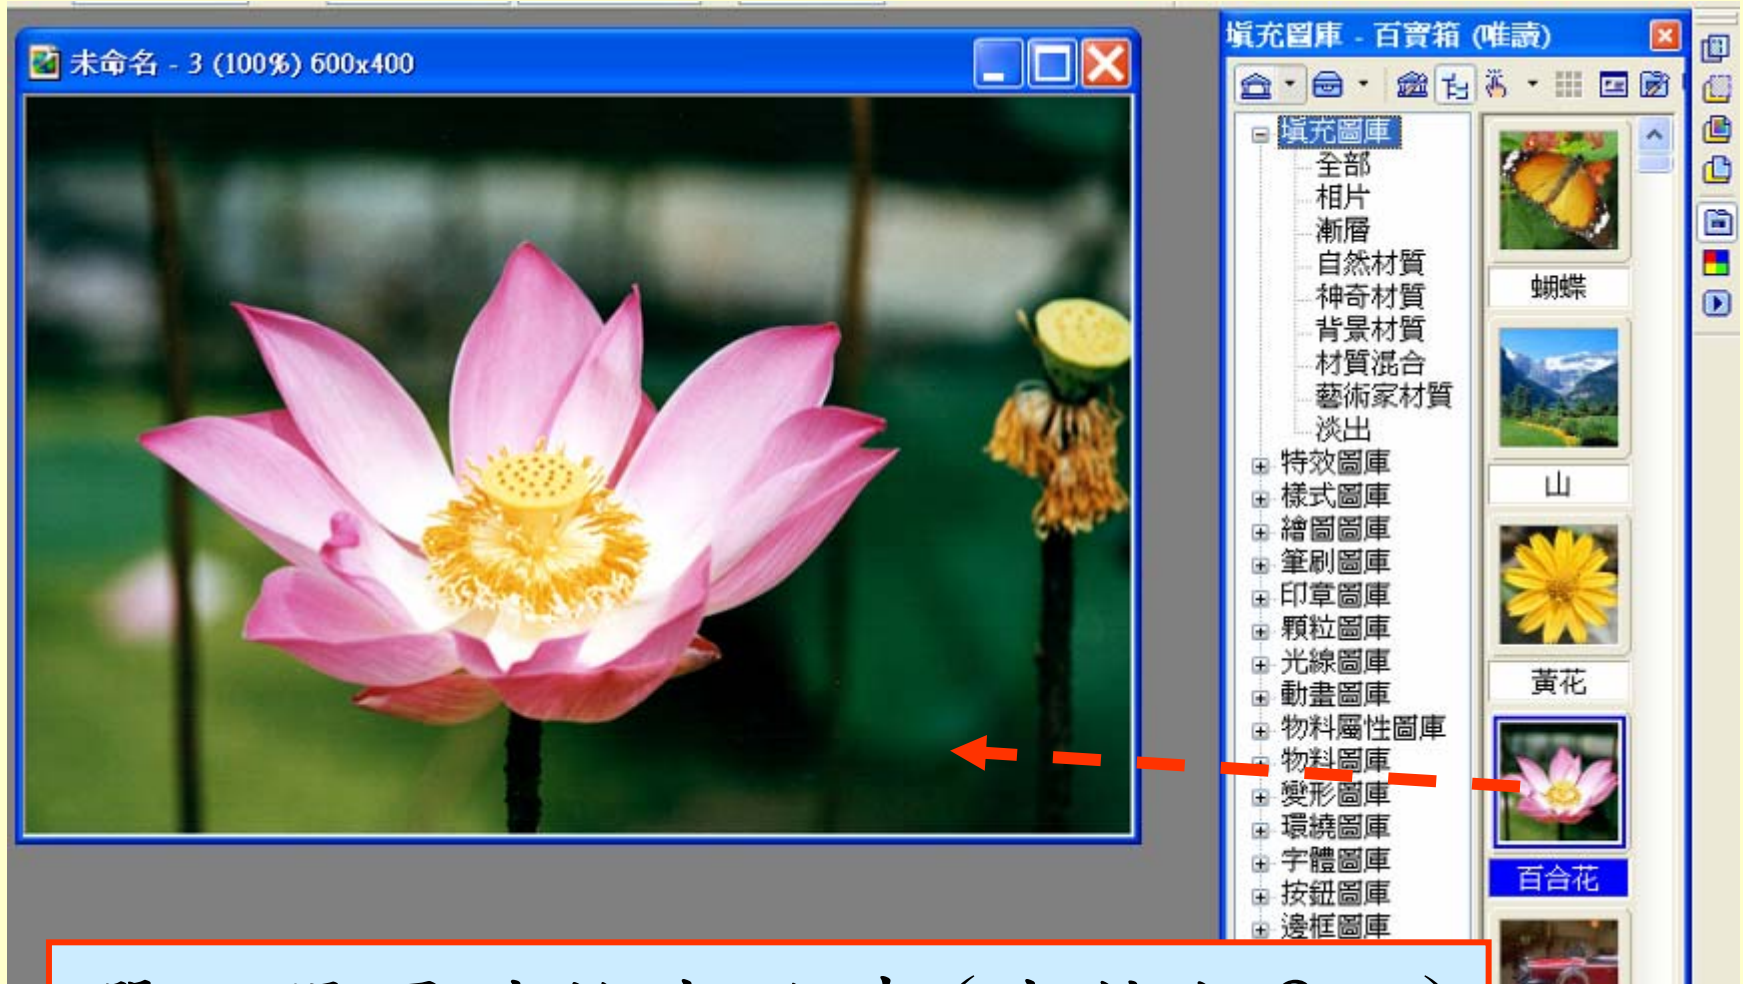 未命名 - 3 (100%) 600x400
填充圖庫 - 百寶箱 (唯讀)
填充圖庫
全部
相片
漸層
自然材質
神奇材質
背景材質
材質混合
藝術家材質
淡出
特效圖庫
樣式圖庫
繪圖圖庫
筆刷圖庫
印章圖庫
顆粒圖庫
光線圖庫
動畫圖庫
物料屬性圖庫
物料圖庫
變形圖庫
環繞圖庫
字體圖庫
按鈕圖庫
邊框圖庫
蝴蝶
山
黃花
百合花